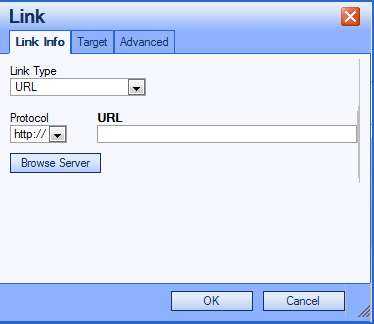 Link
Link Info Target Advanced
Link Type
URL
Protocol URL
http://
Browse Server
OK Cancel